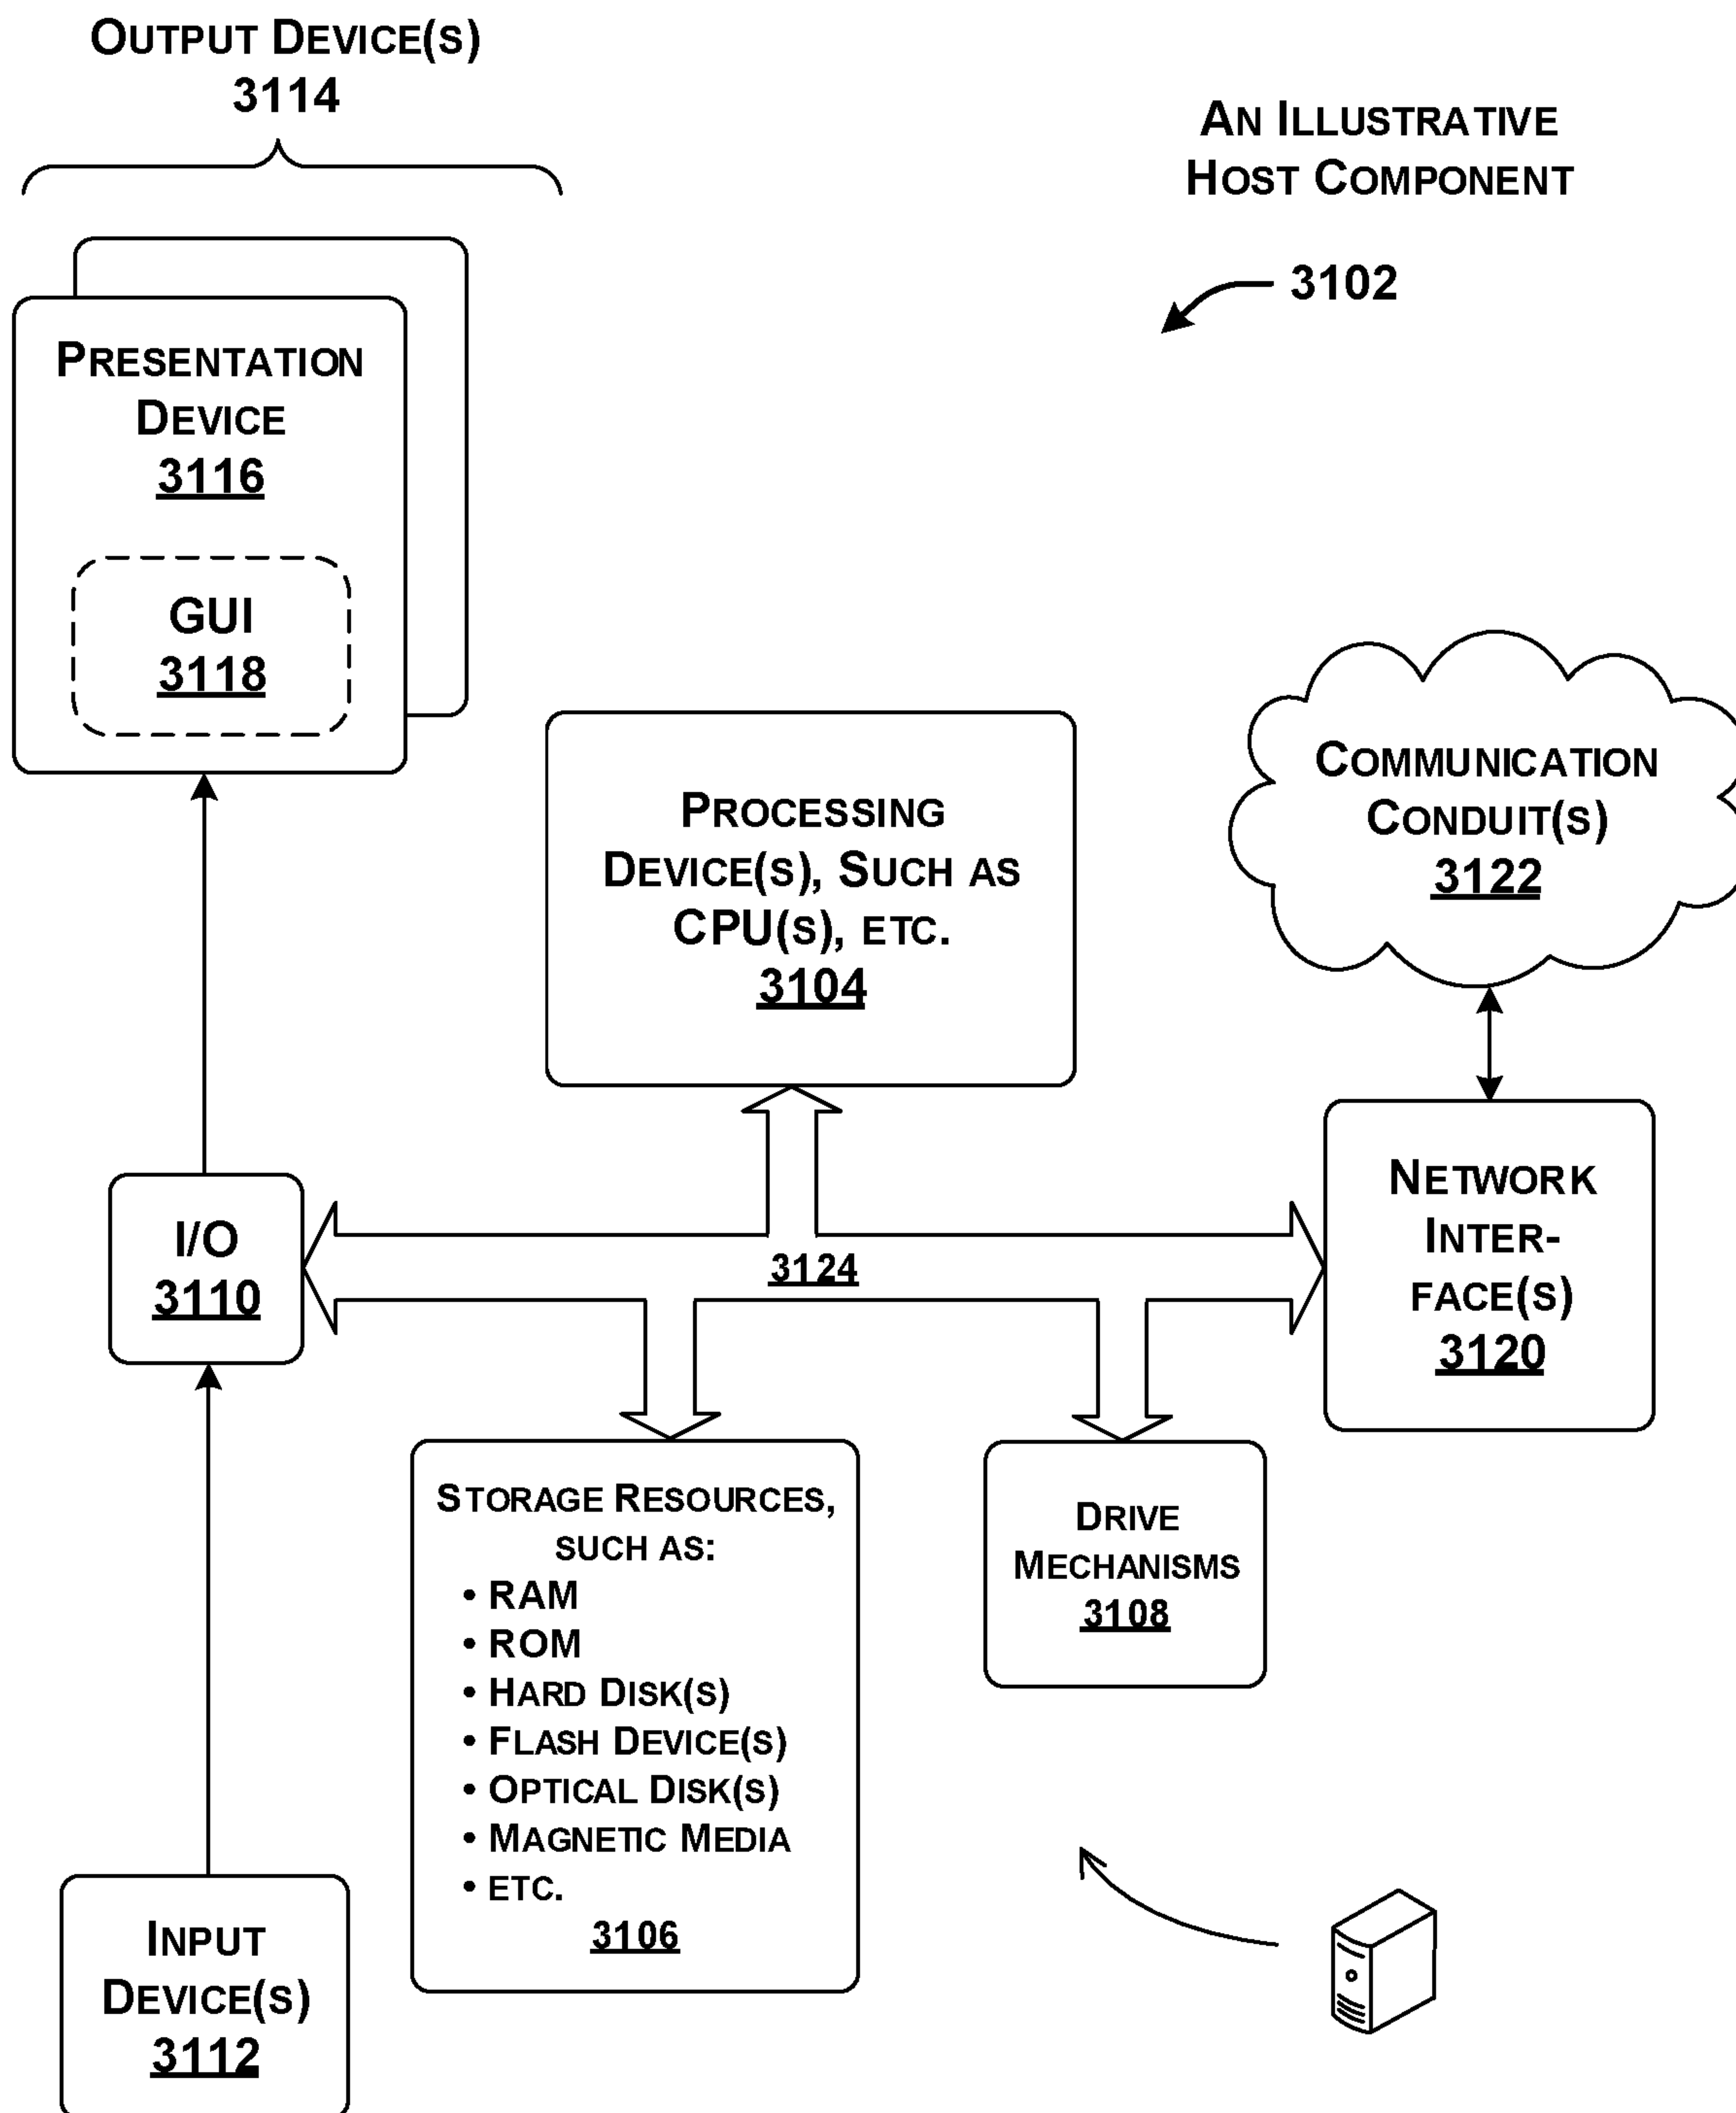 OUTPUT DEVICE(S)
3114
AN ILLUSTRATIVE
HOST COMPONENT
3102
PRESENTATION
DEVICE
3116
GUI
3118
PROCESSING
DEVICE(S), SUCH AS
CPU(S), ETC.
3104
COMMUNICATION
CONDUIT(S)
3122
I/O
3110
3124
NETWORK
INTER-
FACE(S)
3120
STORAGE RESOURCES,
SUCH AS:
• RAM
• ROM
• HARD DISK(S)
• FLASH DEVICE(S)
• OPTICAL DISK(S)
• MAGNETIC MEDIA
• ETC.
3106
DRIVE
MECHANISMS
3108
INPUT
DEVICE(S)
3112